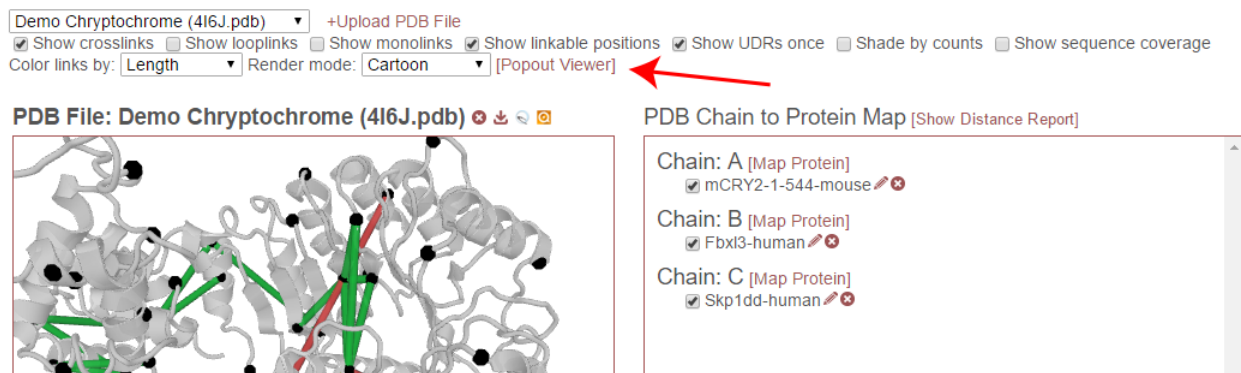 Demo Chryptochrome (4I6J.pdb) +Upload PDB File
Show crosslinks Show looplinks Show monolinks Show linkable positions Show UDRs once Shade by counts Show sequence coverage
Color links by: Length Render mode: Cartoon [Popout Viewer]
PDB File: Demo Chryptochrome (4I6J.pdb)
PDB Chain to Protein Map [Show Distance Report]
Chain: A [Map Protein]
mCRY2-1-544-mouse
Chain: B [Map Protein]
Fbxl3-human
Chain: C [Map Protein]
Skp1dd-human